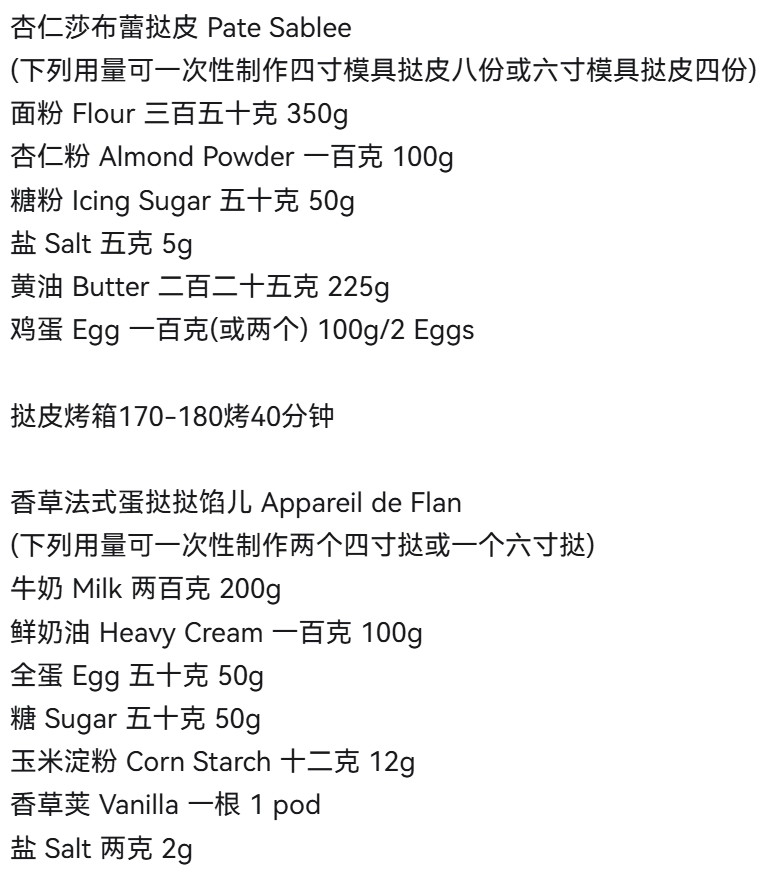 杏仁莎布蕾挞皮 Pate Sablee
(下列用量可一次性制作四寸模具挞皮八份或六寸模具挞皮四份)
面粉 Flour 三百五十克 350g
杏仁粉 Almond Powder 一百克 100g
糖粉 Icing Sugar 五十克 50g
盐 Salt 五克 5g
黄油 Butter 二百二十五克 225g
鸡蛋 Egg 一百克(或两个) 100g/2 Eggs
挞皮烤箱170-180烤40分钟
香草法式蛋挞挞馅儿 Appareil de Flan
(下列用量可一次性制作两个四寸挞或一个六寸挞)
牛奶 Milk 两百克 200g
鲜奶油 Heavy Cream 一百克 100g
全蛋 Egg 五十克 50g
糖 Sugar 五十克 50g
玉米淀粉 Corn Starch 十二克 12g
香草荚 Vanilla 一根 1 pod
盐 Salt 两克 2g